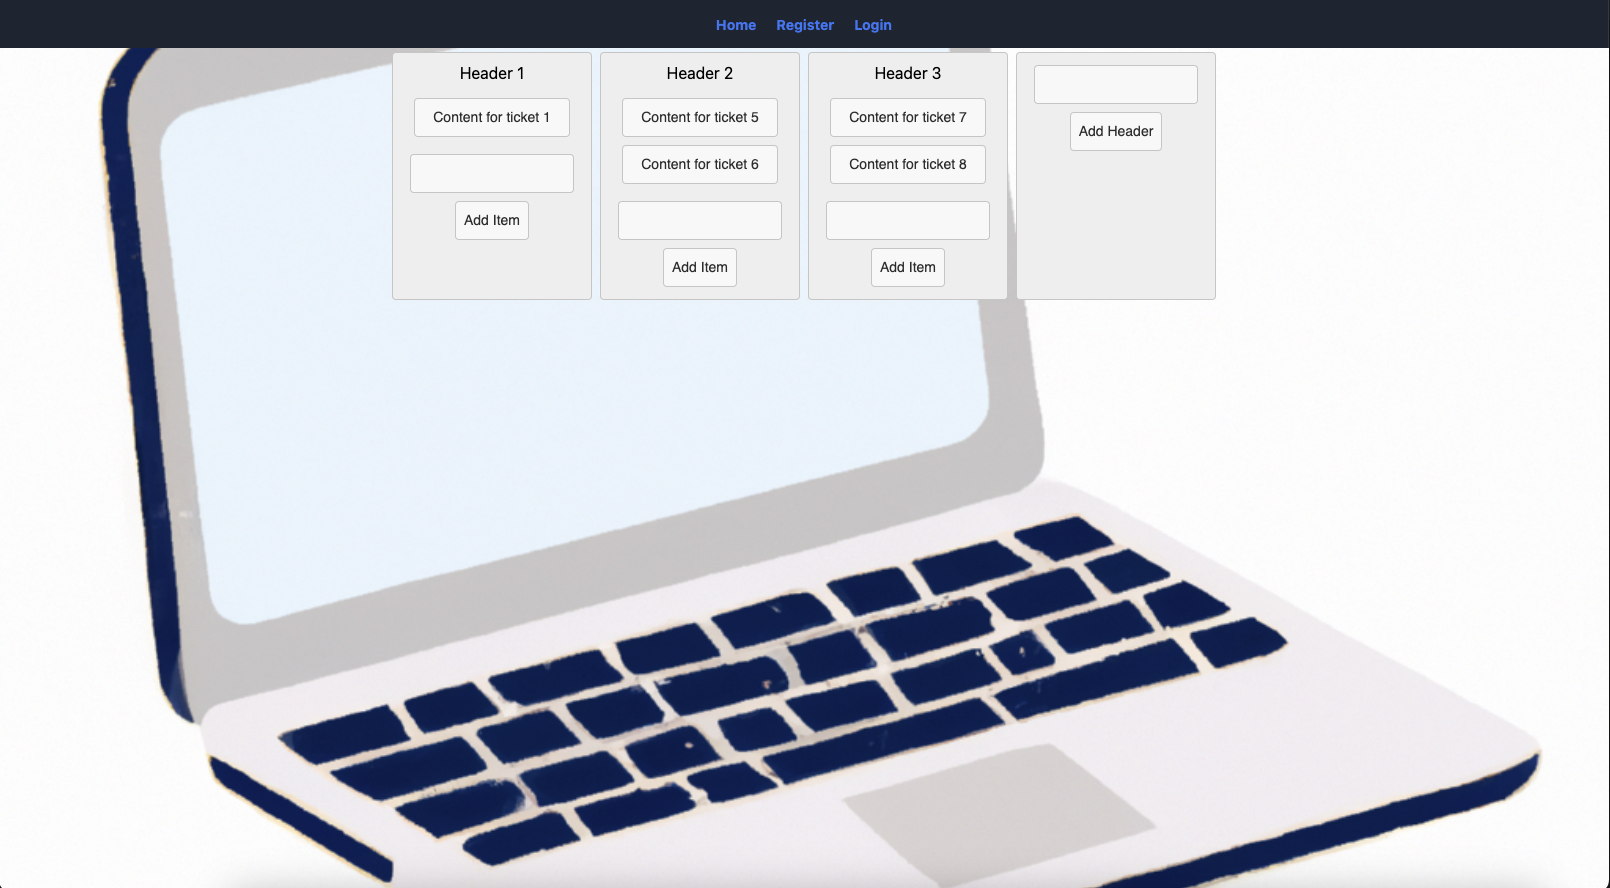 Home Register Login
Header 1
Content for ticket 1
Add Item
Header 2
Content for ticket 5
Content for ticket 6
Add Item
Header 3
Content for ticket 7
Content for ticket 8
Add Item
Add Header